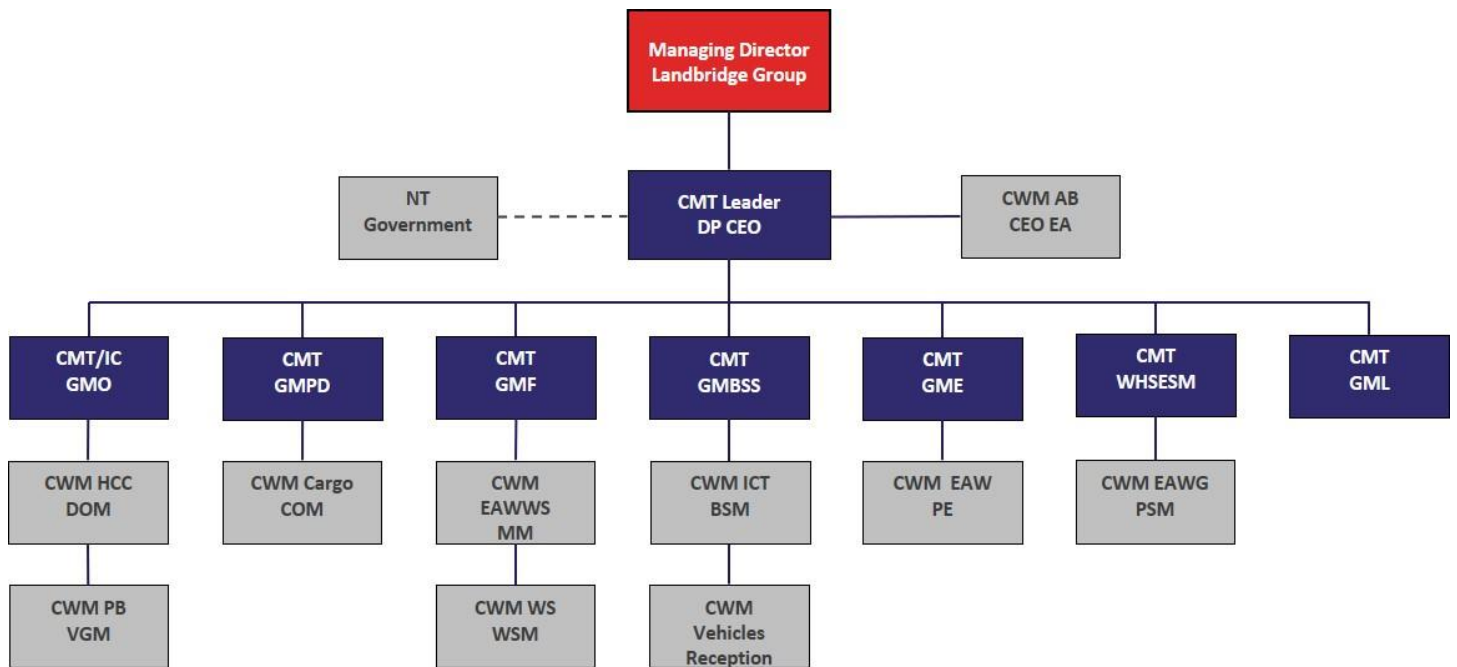 Managing Director
Landbridge Group
NT
Government
CMT Leader
DP CEO
CWM AB
CEO EA
CMT/IC
GMO
CMT
GMPD
CMT
GMF
CMT
GMBSS
CMT
GME
CMT
WHSESM
CMT
GML
CWM HCC
DOM
CWM Cargo
COM
CWM
EAWWS
MM
CWM ICT
BSM
CWM EAW
PE
CWM EAWG
PSM
CWM PB
VGM
CWM WS
WSM
CWM
Vehicles
Reception